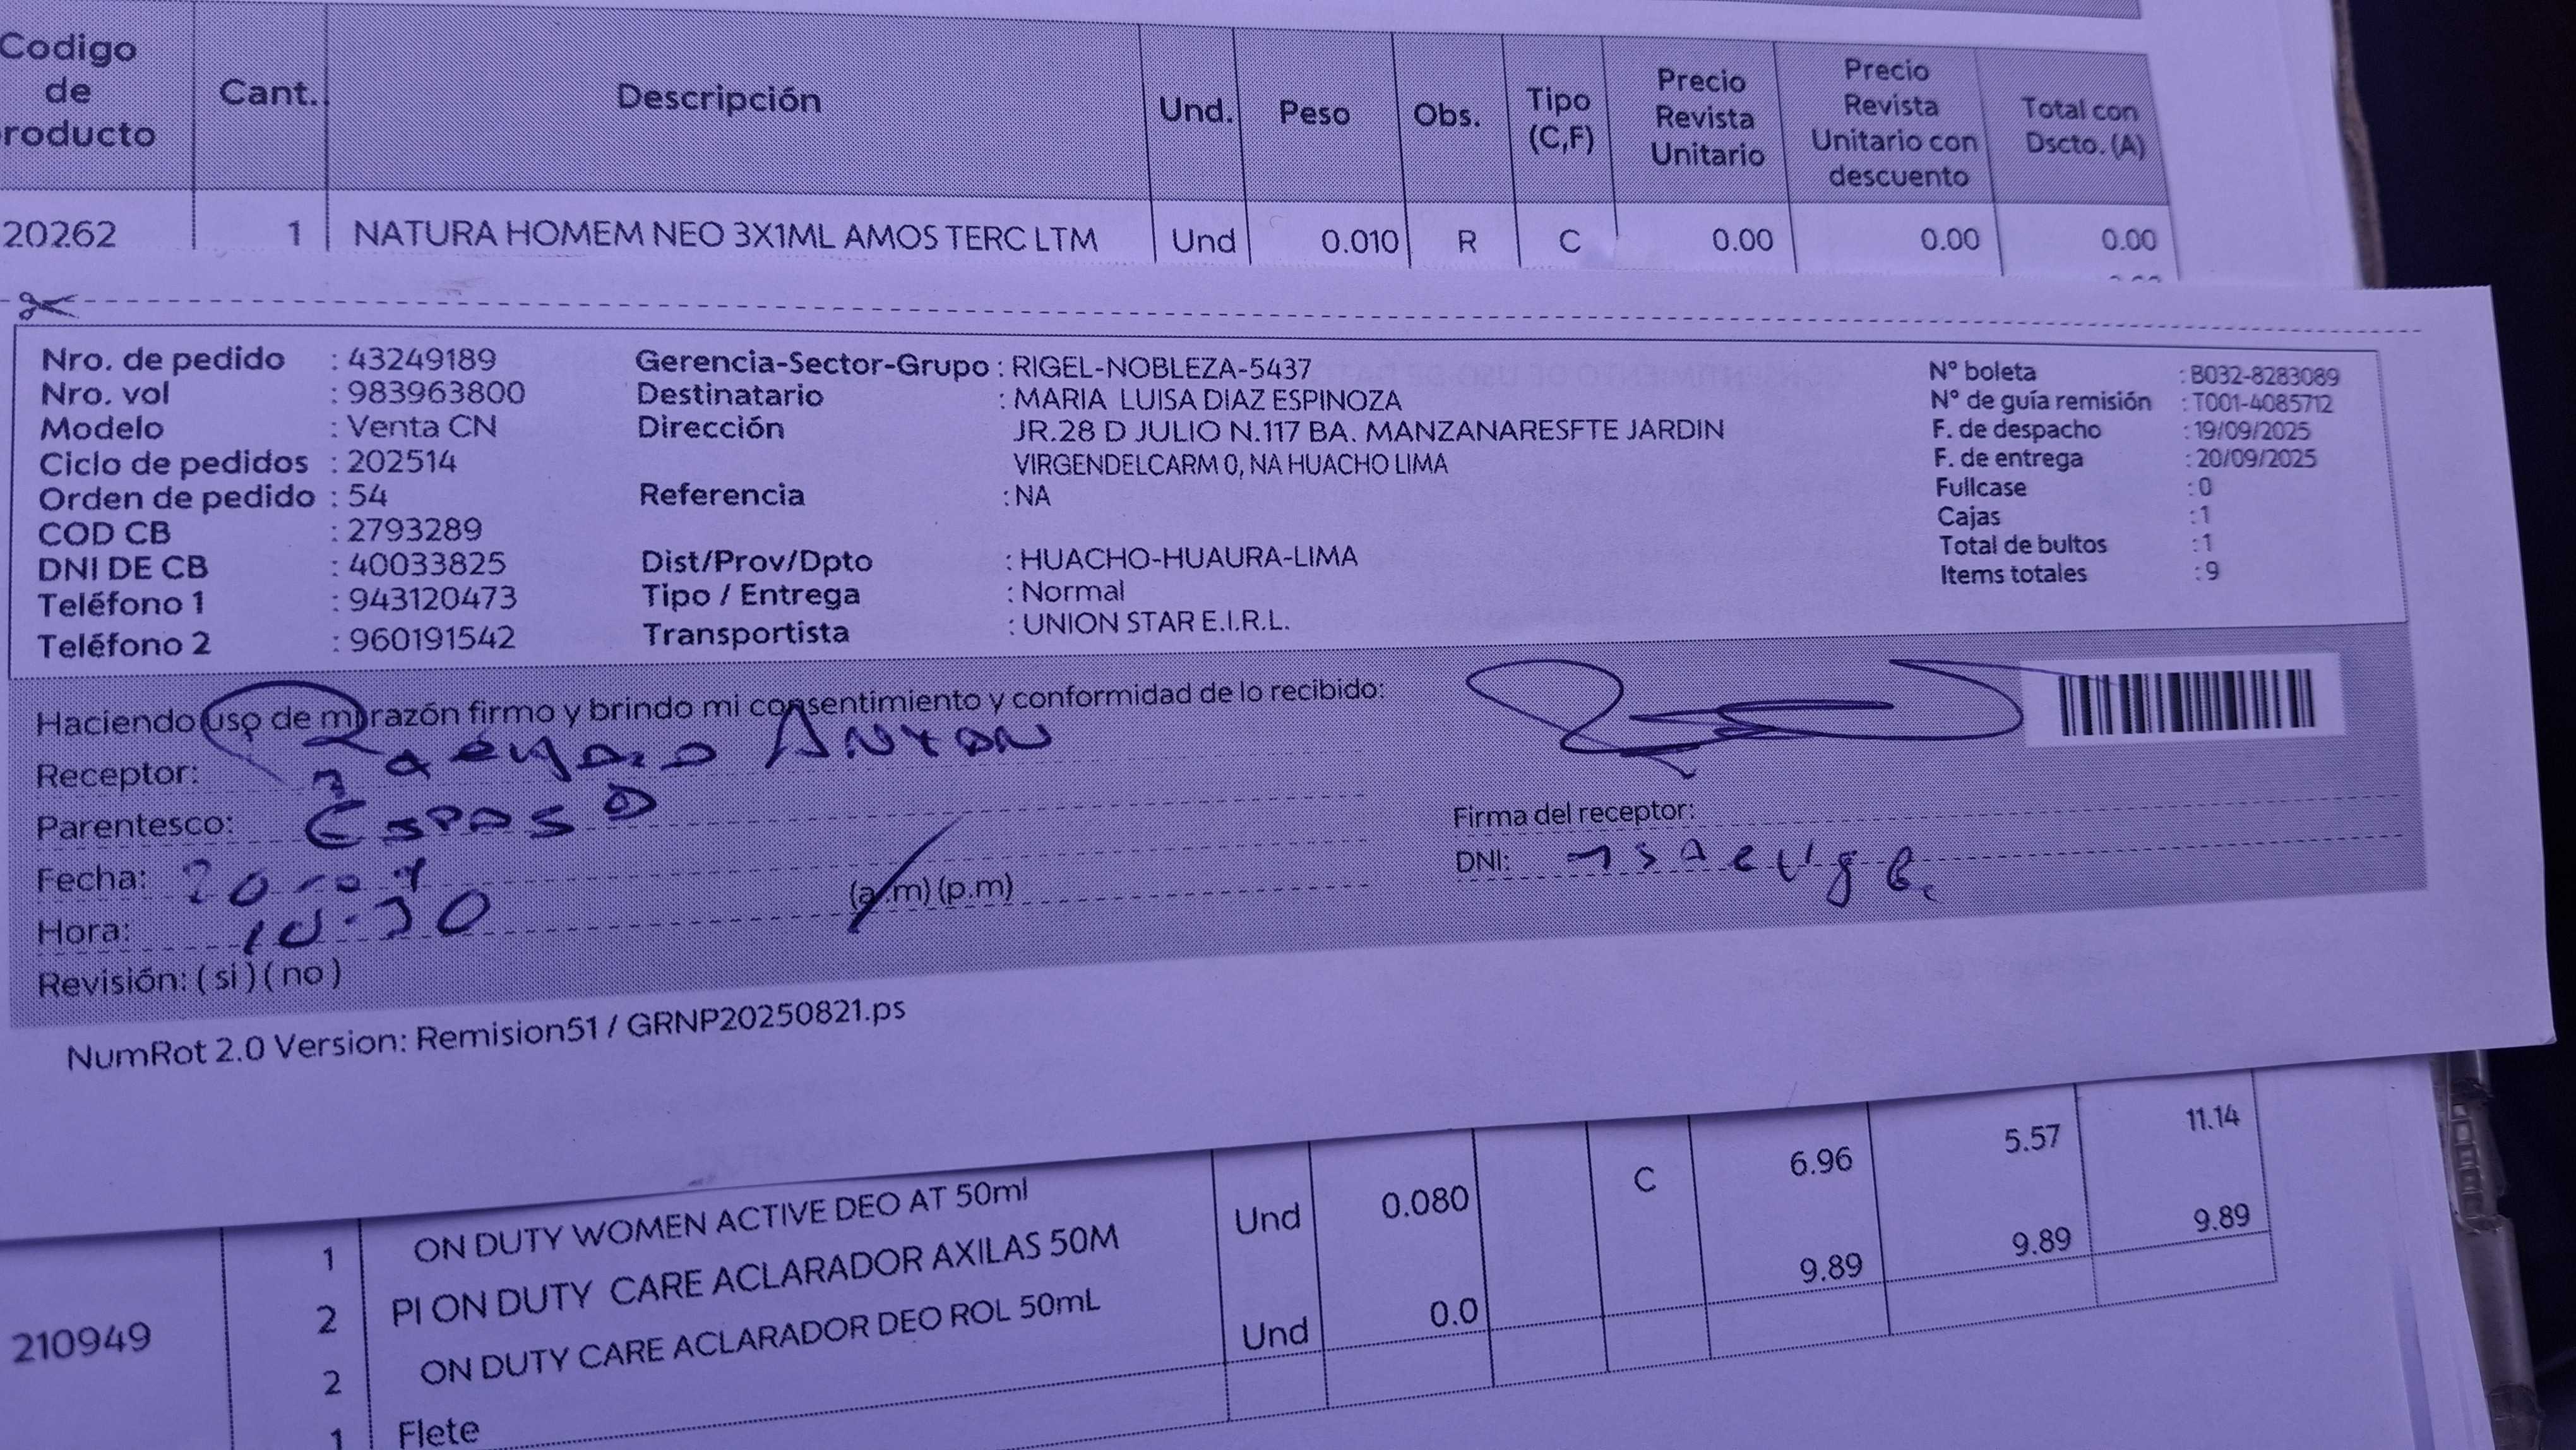 Codigo de producto Cant. Descripción Und. Peso Obs. Tipo (C,F) Precio Revista Unitario Precio Revista Unitario con descuento Total con Dscto. (A)
20262 1 NATURA HOMEM NEO 3X1ML AMOS TERC LTM Und 0.010 R C 0.00 0.00 0.00
Nro. de pedido : 43249189
Nro. vol : 983963800
Modelo : Venta CN
Ciclo de pedidos : 202514
Orden de pedido : 54
COD CB : 2793289
DNI DE CB : 40033825
Teléfono 1 : 943120473
Teléfono 2 : 960191542
Gerencia-Sector-Grupo : RIGEL-NOBLEZA-5437
Destinatario : MARIA LUISA DIAZ ESPINOZA
Dirección JR.28 D JULIO N.117 BA. MANZANARESFTE JARDIN
VIRGENDELCARM 0, NA HUACHO LIMA
Referencia : NA
Dist/Prov/Dpto : HUACHO-HUAURA-LIMA
Tipo / Entrega : Normal
Transportista : UNION STAR E.I.R.L.
N° boleta : B032-8283089
N° de guía remisión : T001-4085712
F. de despacho : 19/09/2025
F. de entrega : 20/09/2025
Fullcase : 0
Cajas : 1
Total de bultos : 1
Items totales : 9
Haciendo uso de mi razón firmo y brindo mi consentimiento y conformidad de lo recibido:
Receptor:
Parentesco: Esposo
Fecha:
Hora: 10:30 (a.m) (p.m)
Revisión: ( si ) ( no )
Firma del receptor:
DNI:
NumRot 2.0 Version: Remision51 / GRNP20250821.ps
1 ON DUTY WOMEN ACTIVE DEO AT 50ml
210949 2 PI ON DUTY CARE ACLARADOR AXILAS 50M Und 0.080 C 6.96 5.57 11.14
2 ON DUTY CARE ACLARADOR DEO ROL 50mL
1 Flete Und 0.0 9.89 9.89 9.89